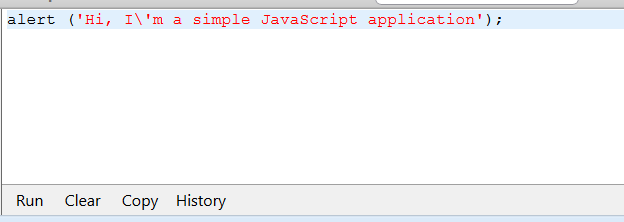 alert ('Hi, I\'m a simple JavaScript application');
Run Clear Copy History